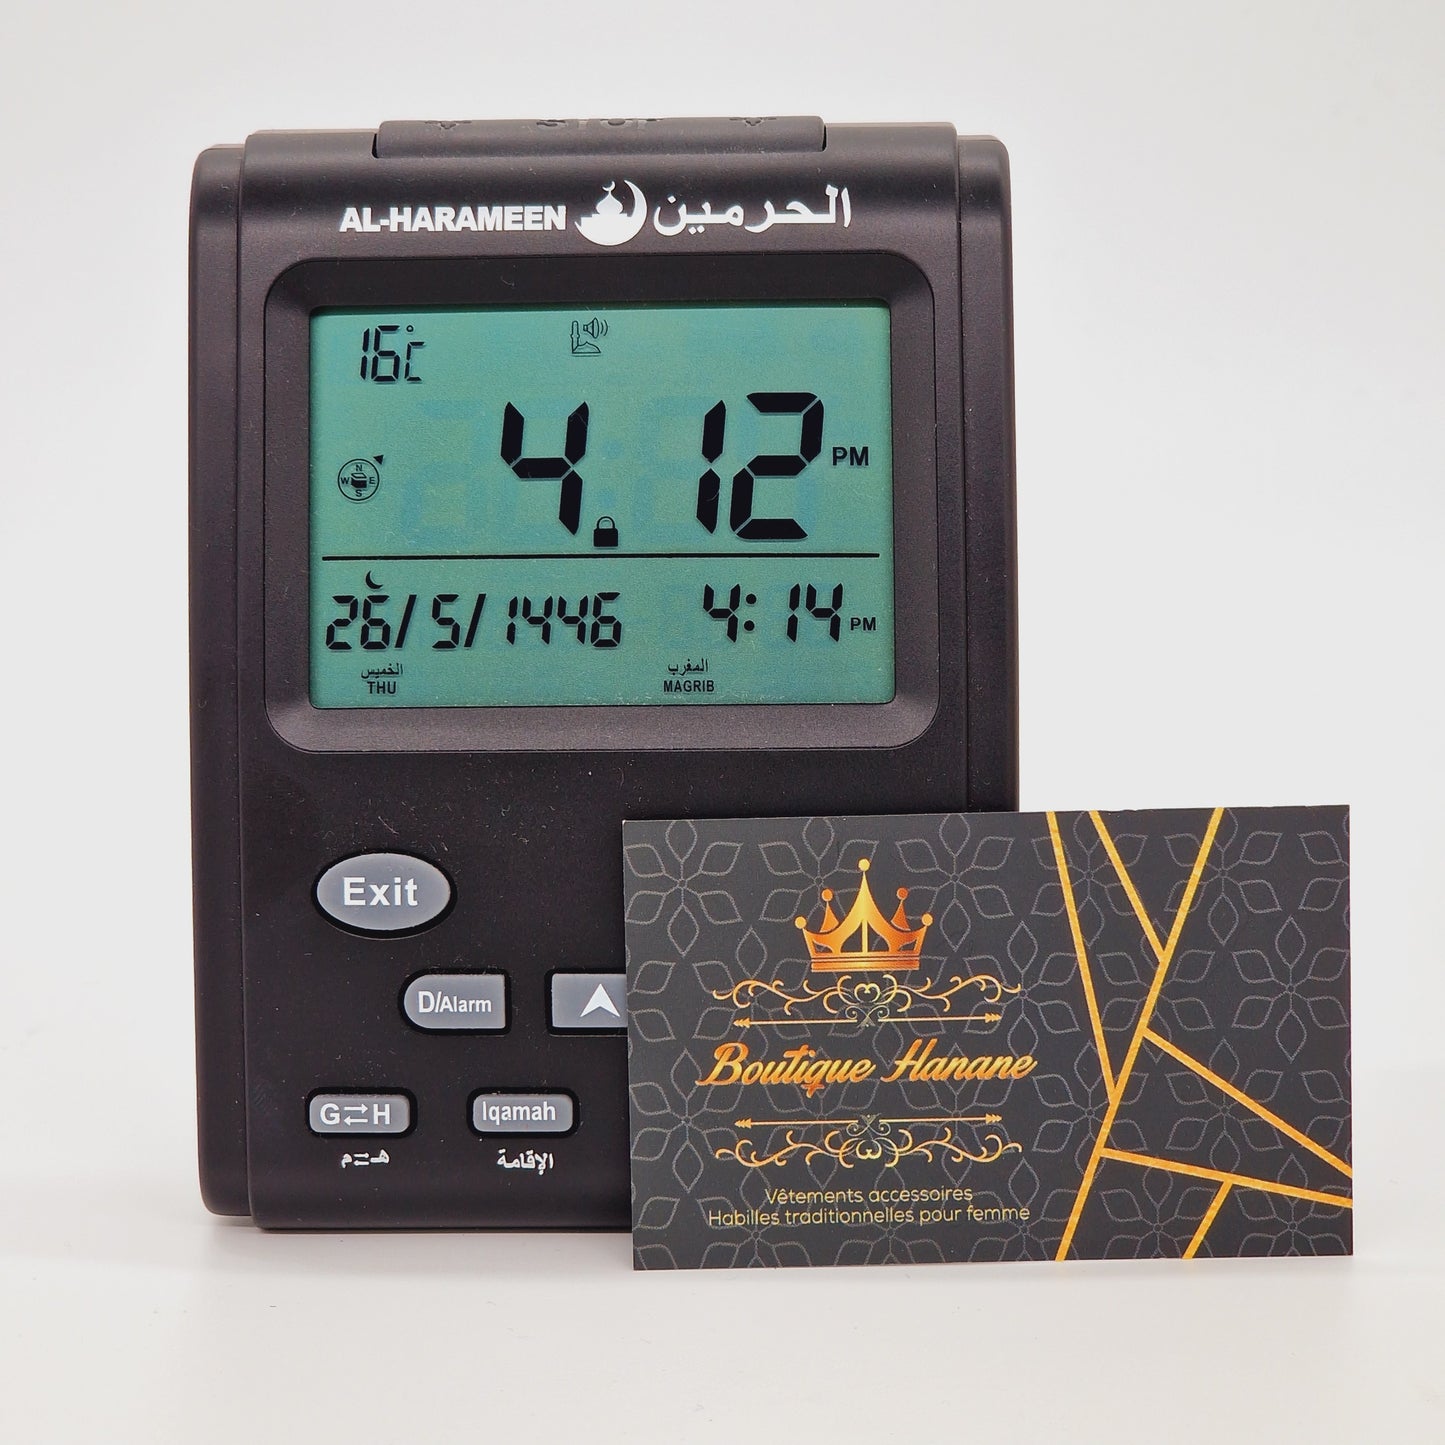 Stop
AL-HARAMEEN الحرمين
16°c
4:12 PM
N
W E
S
26/5/1446 4:14 PM
الخميس المغرب
THU MAGRIB
Exit
D/Alarm
G⇄H Iqamah
هـ⇄م الإقامة
Boutique Hanane
Vêtements accessoires
Habilles traditionnelles pour femme